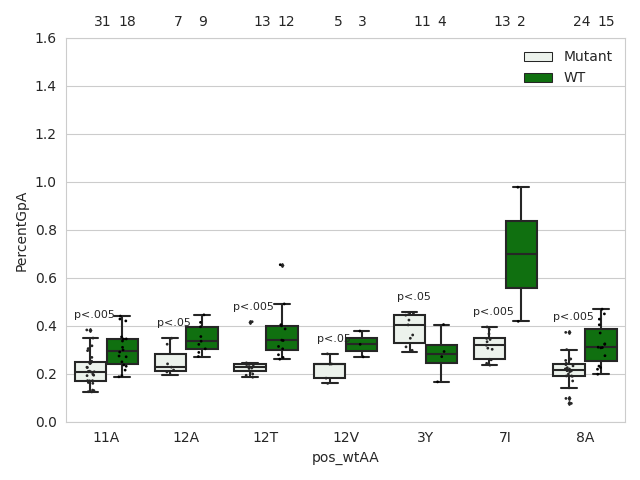 31 18 7 9 13 12 5 3 11 4 13 2 24 15
1.6
Mutant
WT
1.4
1.2
1.0
0.8
0.6
0.4
0.2
0.0
PercentGpA
p<.005
p<.05
p<.005
p<.05
p<.05
p<.005
p<.005
11A 12A 12T 12V 3Y 7I 8A
pos_wtAA